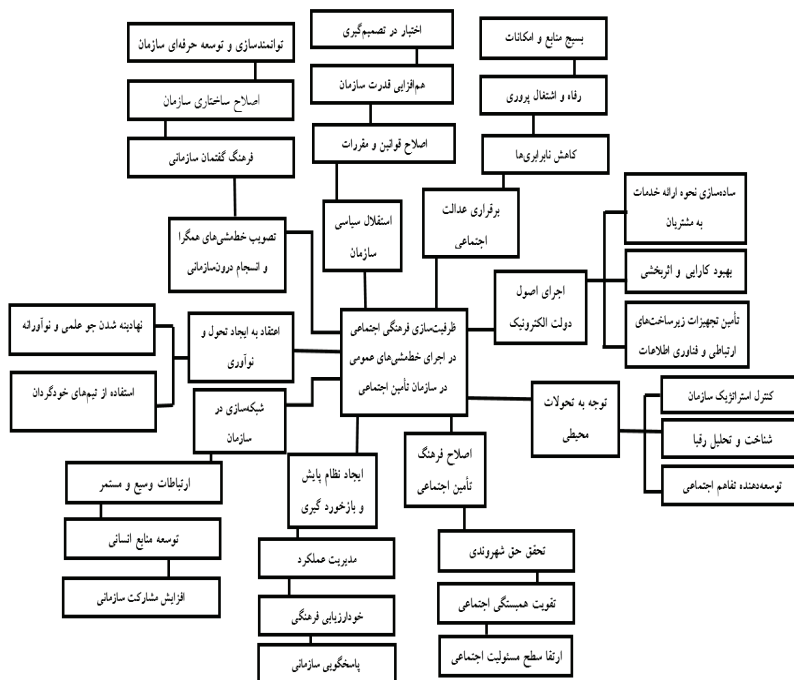 توانمندسازی و توسعه حرفه‌ای سازمان
اصلاح ساختاری سازمان
فرهنگ گفتمان سازمانی
تصویب خط‌مشی‌های همگرا
و انسجام درون‌سازمانی
اختیار در تصمیم‌گیری
هم‌افزایی قدرت سازمان
اصلاح قوانین و مقررات
استقلال سیاسی
سازمان
بسیج منابع و امکانات
رفاه و اشتغال پروری
کاهش نابرابری‌ها
برقراری عدالت
اجتماعی
ساده‌سازی نحوه ارائه خدمات
به مشتریان
بهبود کارایی و اثربخشی
تأمین تجهیزات زیرساخت‌های
ارتباطی و فناوری اطلاعات
اجرای اصول
دولت الکترونیک
ظرفیت‌سازی فرهنگی اجتماعی
در اجرای خط‌مشی‌های عمومی
در سازمان تأمین اجتماعی
اعتقاد به ایجاد تحول و
نوآوری
نهادینه شدن جو علمی و نوآورانه
استفاده از تیم‌های خودگردان
توجه به تحولات
محیطی
کنترل استراتژیک سازمان
شناخت و تحلیل رقبا
توسعه‌دهنده تفاهم اجتماعی
شبکه‌سازی در
سازمان
ارتباطات وسیع و مستمر
توسعه منابع انسانی
افزایش مشارکت سازمانی
ایجاد نظام پایش
و بازخورد گیری
مدیریت عملکرد
خودارزیابی فرهنگی
پاسخگویی سازمانی
اصلاح فرهنگ
تأمین اجتماعی
تحقق حق شهروندی
تقویت همبستگی اجتماعی
ارتقا سطح مسئولیت اجتماعی